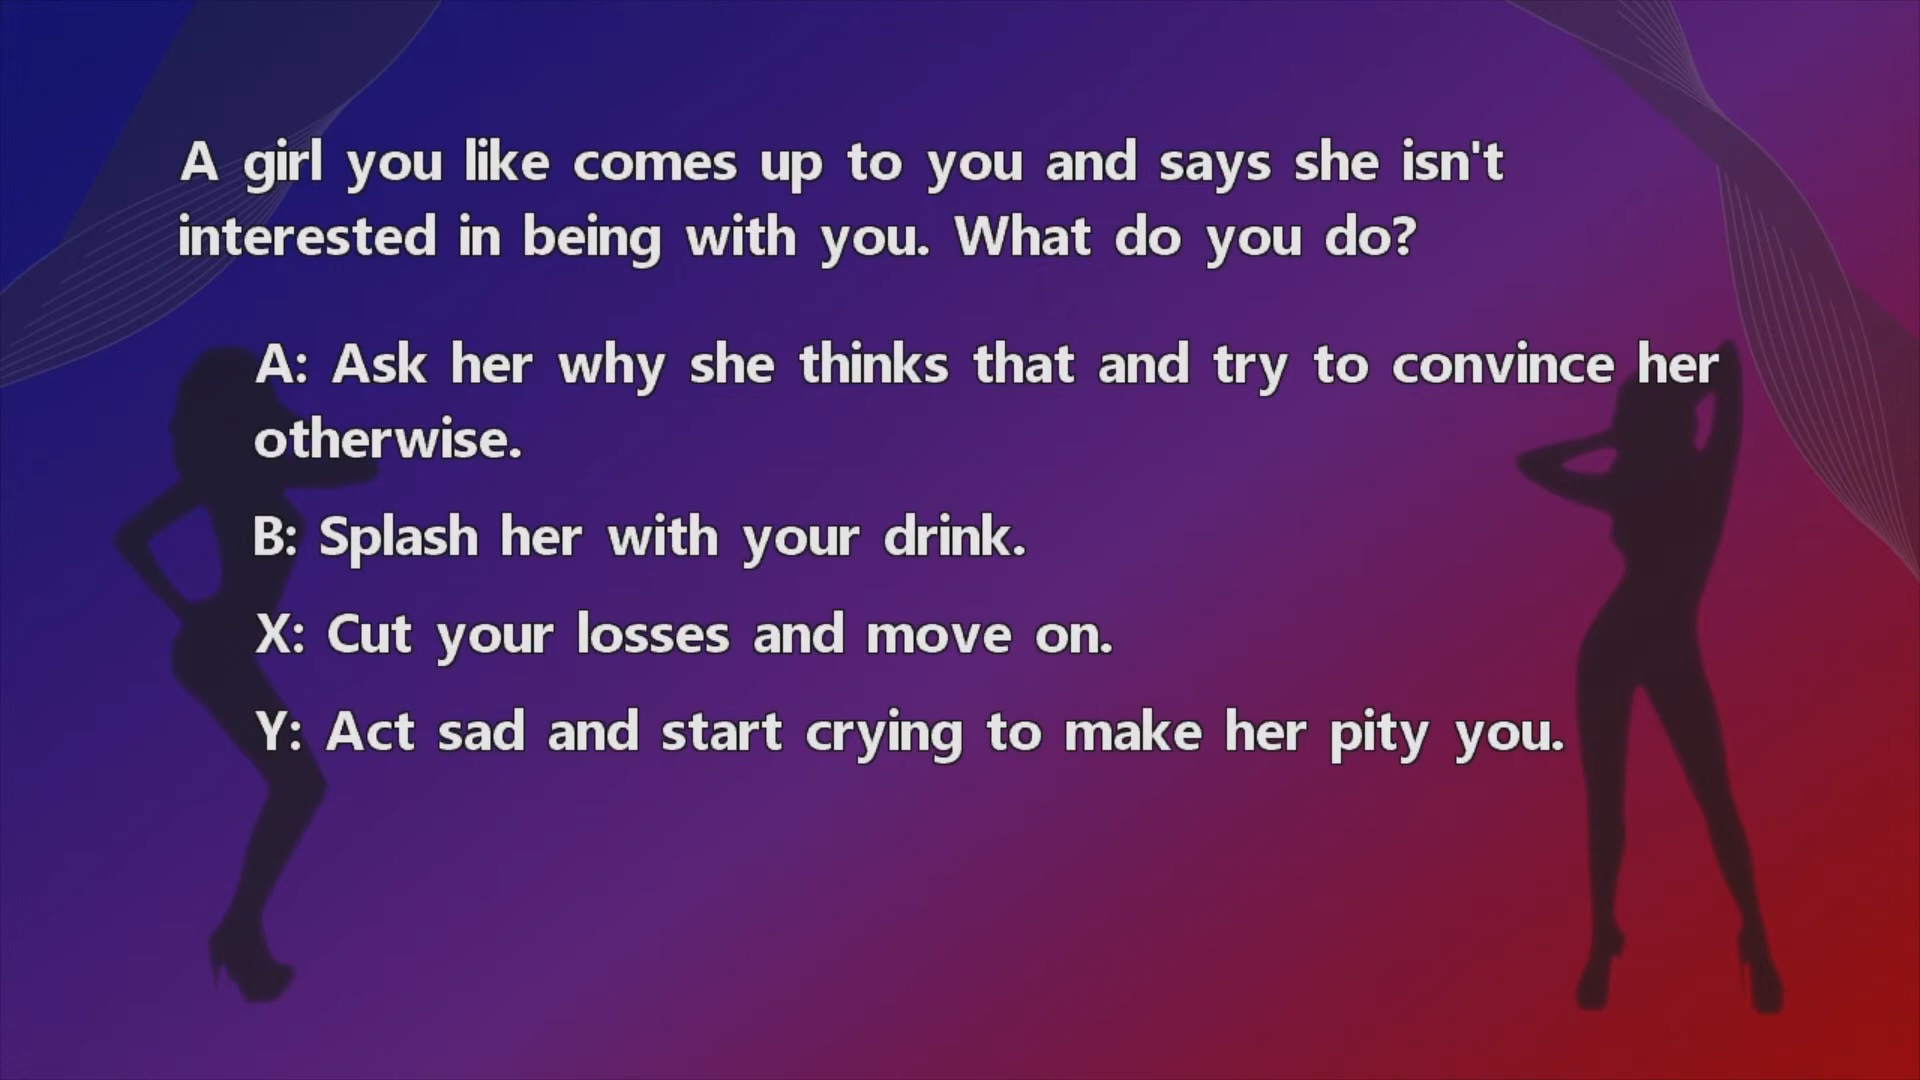 A girl you like comes up to you and says she isn't
interested in being with you. What do you do?
A: Ask her why she thinks that and try to convince her
otherwise.
B: Splash her with your drink.
X: Cut your losses and move on.
Y: Act sad and start crying to make her pity you.